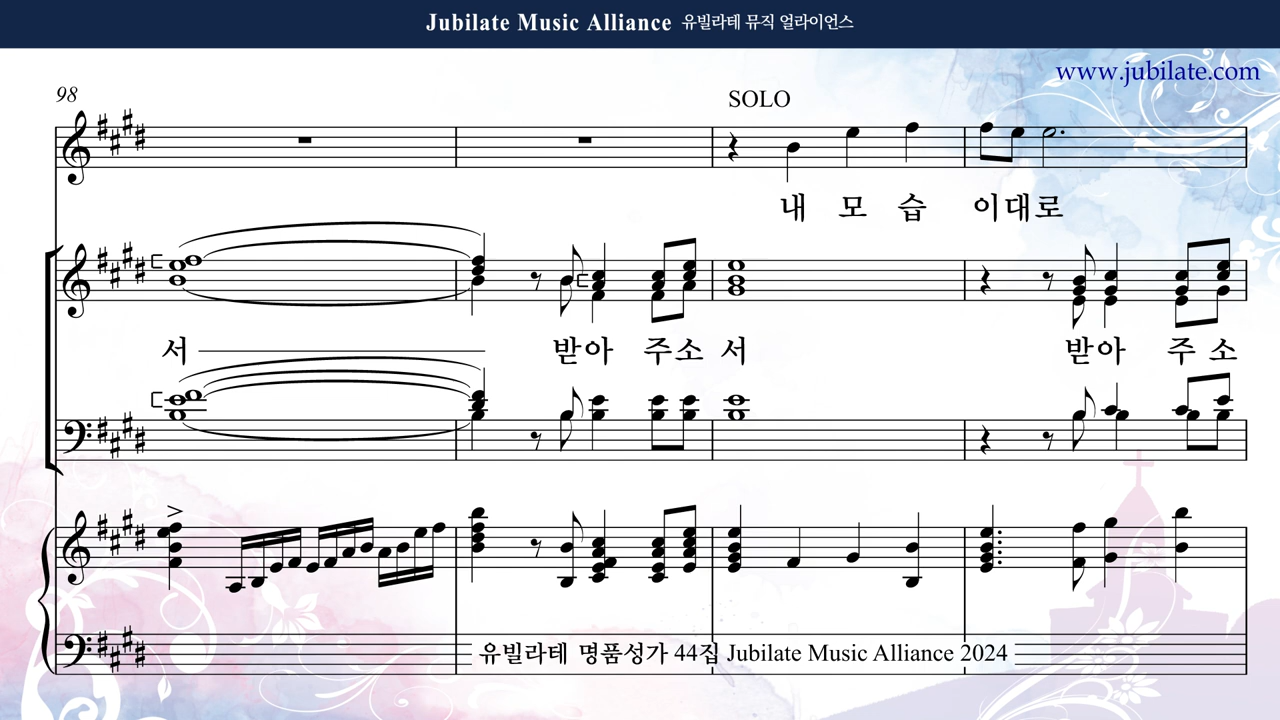 Jubilate Music Alliance 유빌라테 뮤직 얼라이언스
www.jubilate.com
98
SOLO
내 모 습 이대로
서 받아 주소 서 받아 주 소
유빌라테 명품성가 44집 Jubilate Music Alliance 2024